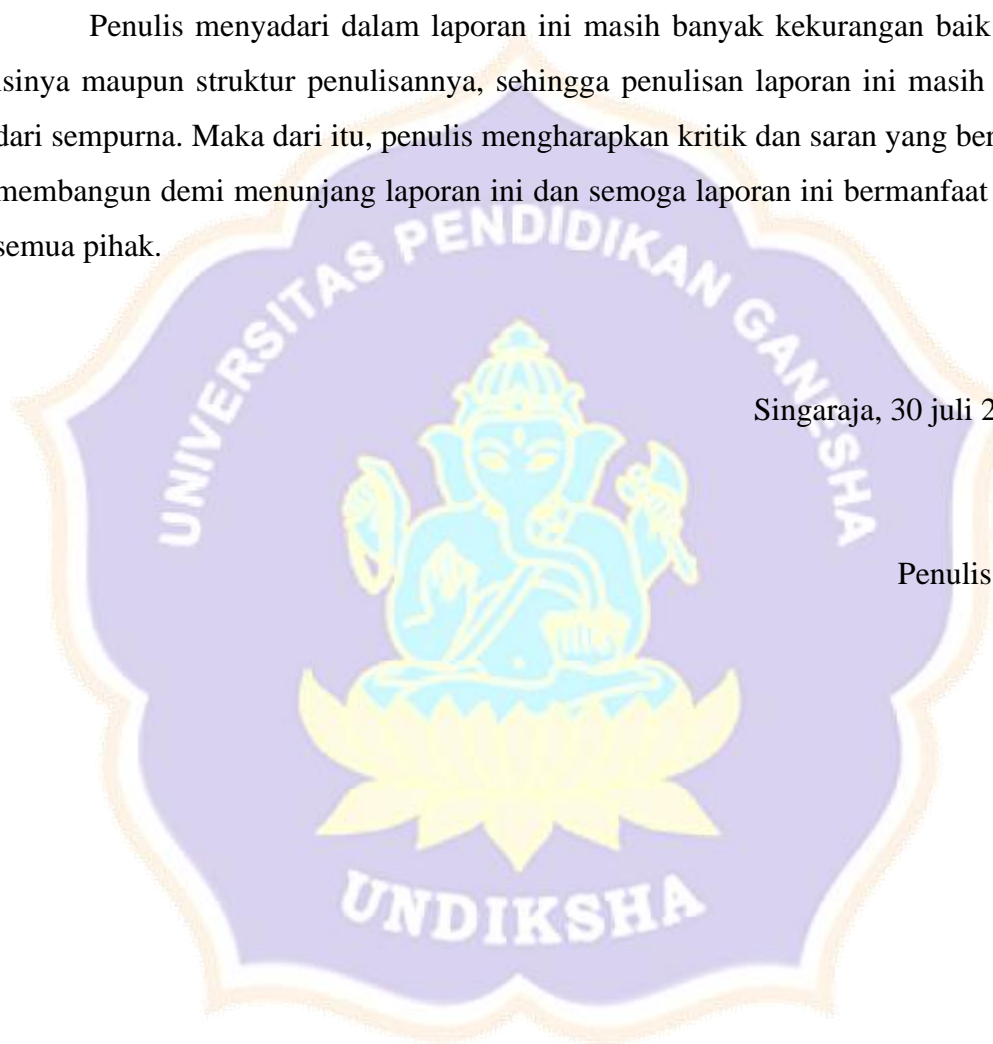 Penulis menyadari dalam laporan ini masih banyak kekurangan baik
sinya maupun struktur penulisannya, sehingga penulisan laporan ini masih
dari sempurna. Maka dari itu, penulis mengharapkan kritik dan saran yang ber
membangun demi menunjang laporan ini dan semoga laporan ini bermanfaat
semua pihak.
UNIVERSITAS PENDIDIKAN GANESHA
Singaraja, 30 juli 2
Penulis
UNDIKSHA